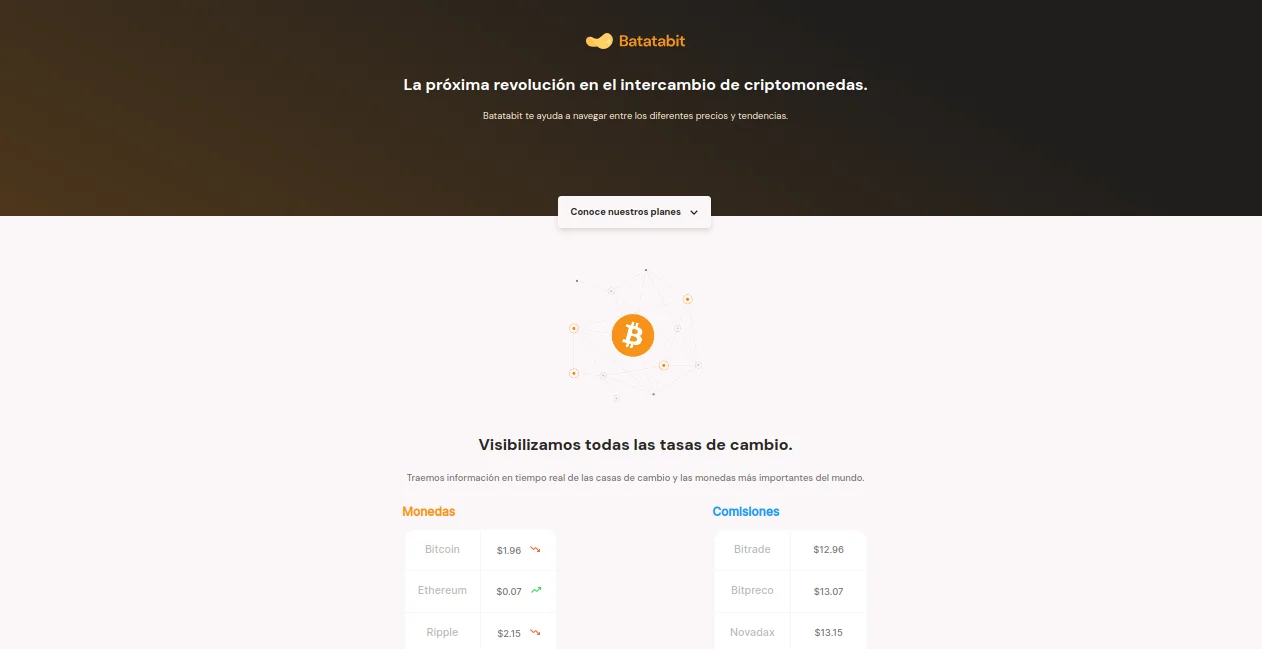 Batatabit
La próxima revolución en el intercambio de criptomonedas.
Batatabit te ayuda a navegar entre los diferentes precios y tendencias.
Conoce nuestros planes
Visibilizamos todas las tasas de cambio.
Traemos información en tiempo real de las casas de cambio y las monedas más importantes del mundo.
Monedas
Bitcoin $1.96
Ethereum $0.07
Ripple $2.15
Comisiones
Bitrade $12.96
Bitpreco $13.07
Novadax $13.15